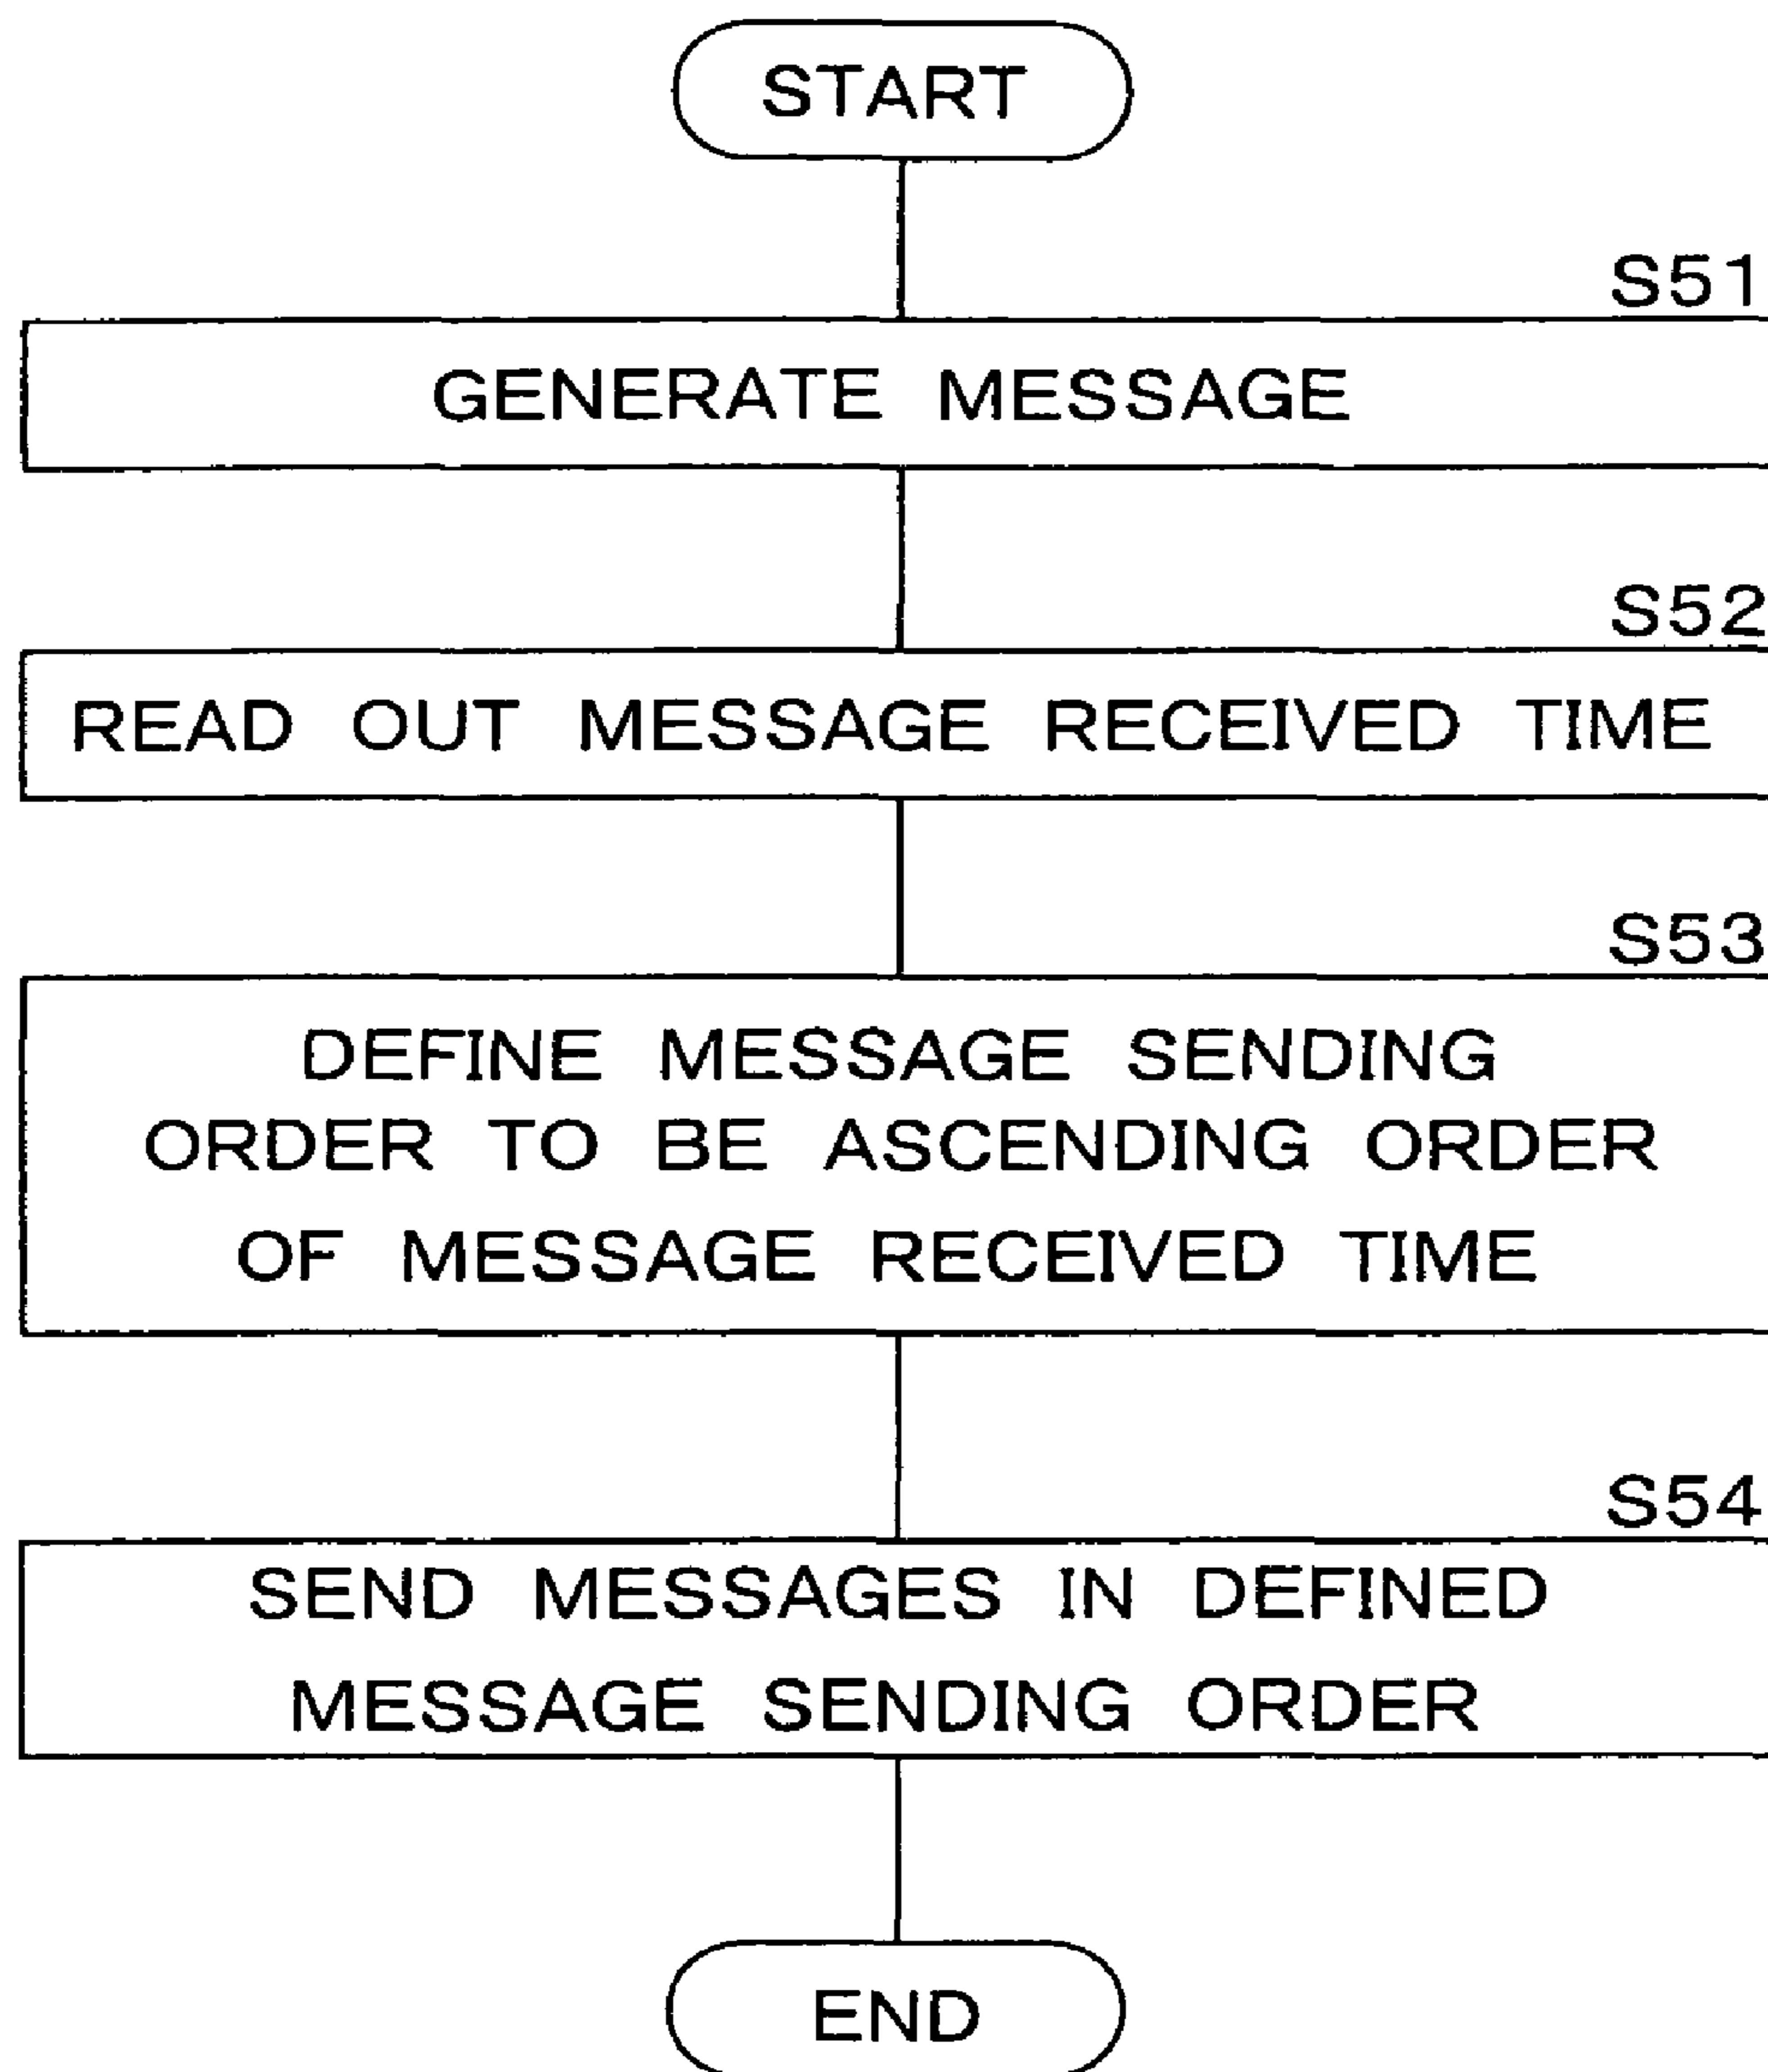 START
S51
GENERATE MESSAGE
S52
READ OUT MESSAGE RECEIVED TIME
S53
DEFINE MESSAGE SENDING
ORDER TO BE ASCENDING ORDER
OF MESSAGE RECEIVED TIME
S54
SEND MESSAGES IN DEFINED
MESSAGE SENDING ORDER
END